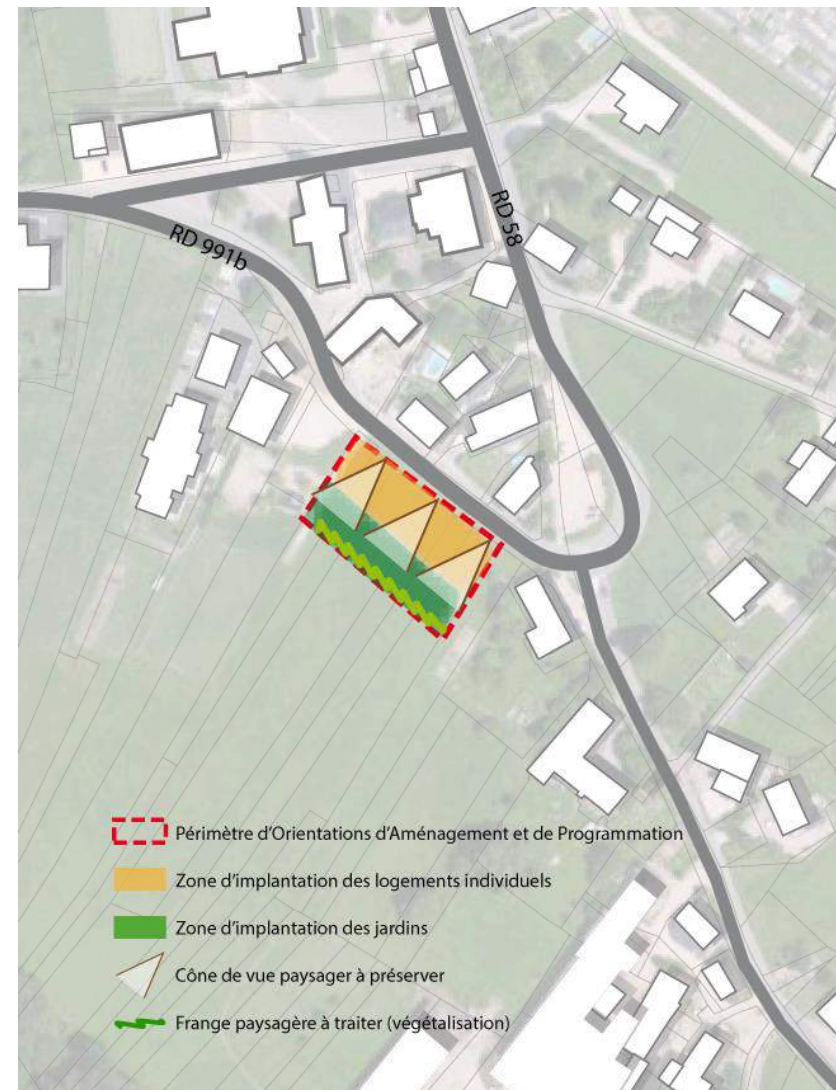 RD 58
RD 991b
Périmètre d'Orientations d'Aménagement et de Programmation
Zone d'implantation des logements individuels
Zone d'implantation des jardins
Cône de vue paysager à préserver
Frange paysagère à traiter (végétalisation)